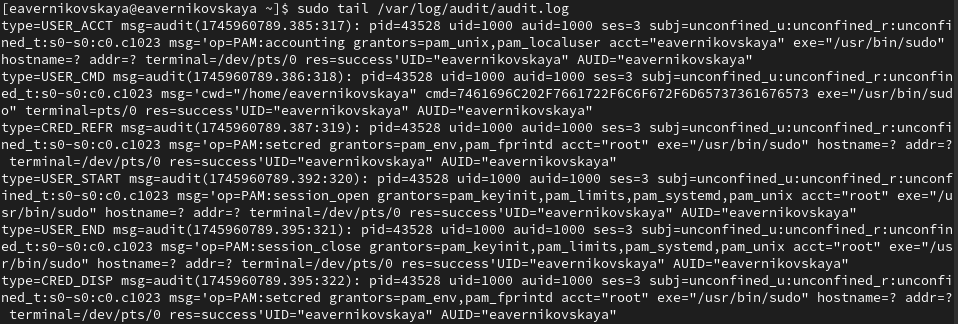 [eavernikovskaya@eavernikovskaya ~]$ sudo tail /var/log/audit/audit.log
type=USER_ACCT msg=audit(1745960789.385:317): pid=43528 uid=1000 auid=1000 ses=3 subj=unconfined_u:unconfined_r:unconfi
ned_t:s0-s0:c0.c1023 msg='op=PAM:accounting grantors=pam_unix,pam_localuser acct="eavernikovskaya" exe="/usr/bin/sudo"
hostname=? addr=? terminal=/dev/pts/0 res=success'UID="eavernikovskaya" AUID="eavernikovskaya"
type=USER_CMD msg=audit(1745960789.386:318): pid=43528 uid=1000 auid=1000 ses=3 subj=unconfined_u:unconfined_r:unconfin
ed_t:s0-s0:c0.c1023 msg='cwd="/home/eavernikovskaya" cmd=7461696C202F7661722F6C6F672F6D65737361676573 exe="/usr/bin/sud
o" terminal=pts/0 res=success'UID="eavernikovskaya" AUID="eavernikovskaya"
type=CRED_REFR msg=audit(1745960789.387:319): pid=43528 uid=1000 auid=1000 ses=3 subj=unconfined_u:unconfined_r:unconfi
ned_t:s0-s0:c0.c1023 msg='op=PAM:setcred grantors=pam_env,pam_fprintd acct="root" exe="/usr/bin/sudo" hostname=? addr=?
terminal=/dev/pts/0 res=success'UID="eavernikovskaya" AUID="eavernikovskaya"
type=USER_START msg=audit(1745960789.392:320): pid=43528 uid=1000 auid=1000 ses=3 subj=unconfined_u:unconfined_r:unconf
ined_t:s0-s0:c0.c1023 msg='op=PAM:session_open grantors=pam_keyinit,pam_limits,pam_systemd,pam_unix acct="root" exe="/u
sr/bin/sudo" hostname=? addr=? terminal=/dev/pts/0 res=success'UID="eavernikovskaya" AUID="eavernikovskaya"
type=USER_END msg=audit(1745960789.395:321): pid=43528 uid=1000 auid=1000 ses=3 subj=unconfined_u:unconfined_r:unconfin
ed_t:s0-s0:c0.c1023 msg='op=PAM:session_close grantors=pam_keyinit,pam_limits,pam_systemd,pam_unix acct="root" exe="/us
r/bin/sudo" hostname=? addr=? terminal=/dev/pts/0 res=success'UID="eavernikovskaya" AUID="eavernikovskaya"
type=CRED_DISP msg=audit(1745960789.395:322): pid=43528 uid=1000 auid=1000 ses=3 subj=unconfined_u:unconfined_r:unconfi
ned_t:s0-s0:c0.c1023 msg='op=PAM:setcred grantors=pam_env,pam_fprintd acct="root" exe="/usr/bin/sudo" hostname=? addr=?
terminal=/dev/pts/0 res=success'UID="eavernikovskaya" AUID="eavernikovskaya"